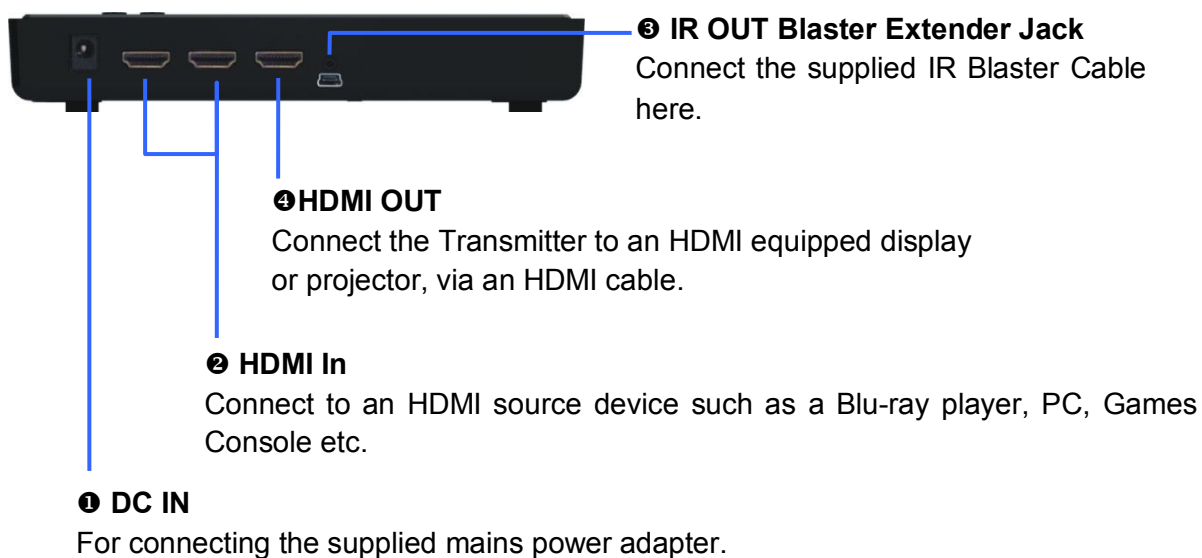 ❸ IR OUT Blaster Extender Jack
Connect the supplied IR Blaster Cable
here.
❹HDMI OUT
Connect the Transmitter to an HDMI equipped display
or projector, via an HDMI cable.
❷ HDMI In
Connect to an HDMI source device such as a Blu-ray player, PC, Games
Console etc.
❶ DC IN
For connecting the supplied mains power adapter.